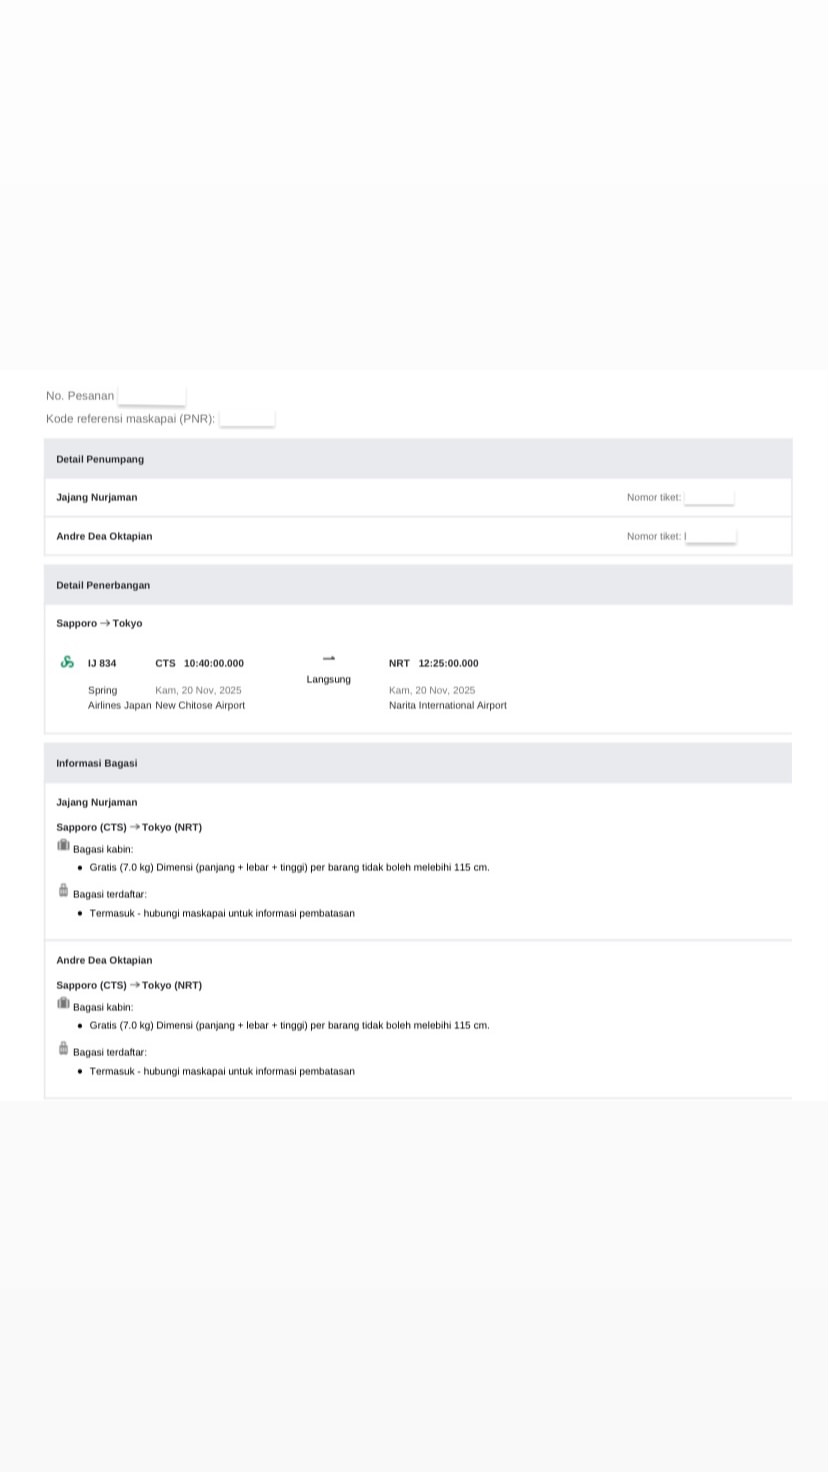 No. Pesanan
Kode referensi maskapai (PNR):
Detail Penumpang
Jajang Nurjaman Nomor tiket:
Andre Dea Oktapian Nomor tiket:
Detail Penerbangan
Sapporo → Tokyo
IJ 834 CTS 10:40:00.000 NRT 12:25:00.000
Langsung
Spring Kam, 20 Nov, 2025 Kam, 20 Nov, 2025
Airlines Japan New Chitose Airport Narita International Airport
Informasi Bagasi
Jajang Nurjaman
Sapporo (CTS) → Tokyo (NRT)
Bagasi kabin:
• Gratis (7.0 kg) Dimensi (panjang + lebar + tinggi) per barang tidak boleh melebihi 115 cm.
Bagasi terdaftar:
• Termasuk - hubungi maskapai untuk informasi pembatasan
Andre Dea Oktapian
Sapporo (CTS) → Tokyo (NRT)
Bagasi kabin:
• Gratis (7.0 kg) Dimensi (panjang + lebar + tinggi) per barang tidak boleh melebihi 115 cm.
Bagasi terdaftar:
• Termasuk - hubungi maskapai untuk informasi pembatasan